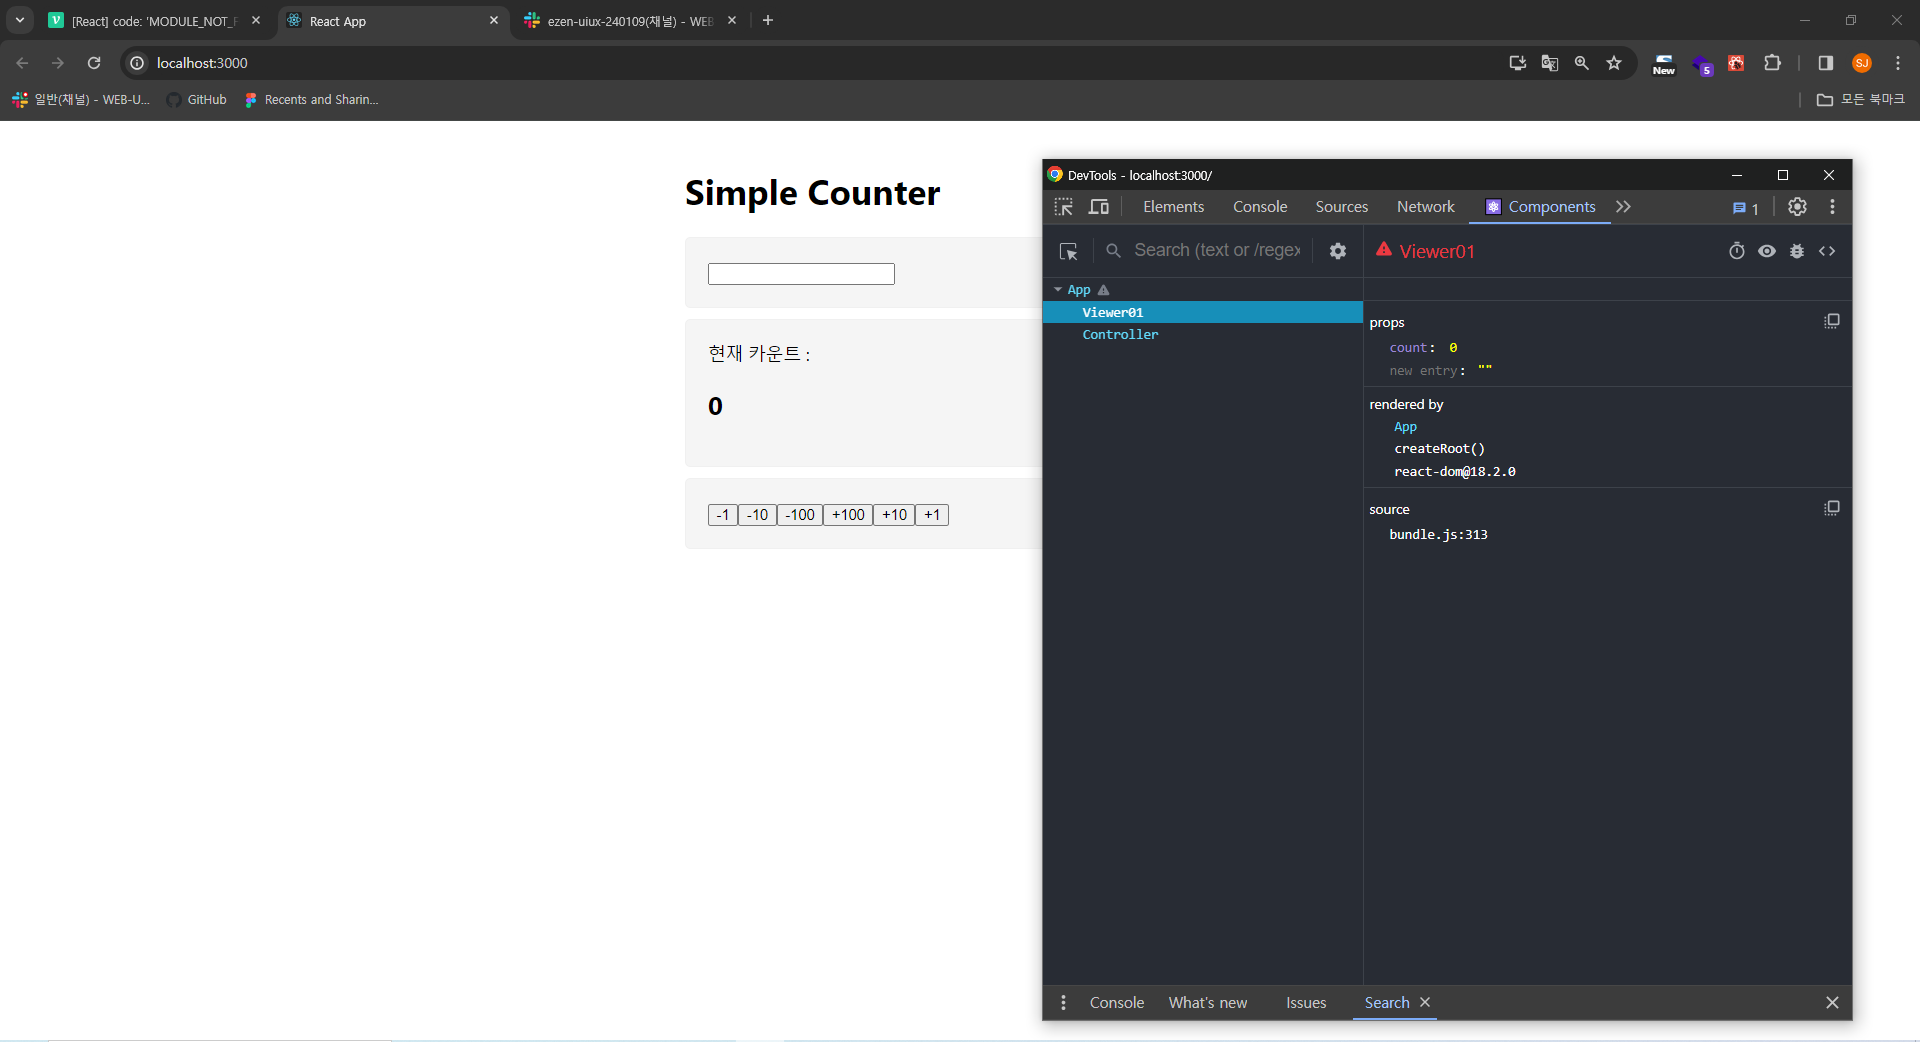 [React] code: 'MODULE_NOT_F
React App
ezen-uiux-240109(채널) - WEB
localhost:3000
New
5
SJ
일반(채널) - WEB-U...
GitHub
Recents and Sharin...
모든 북마크
Simple Counter
현재 카운트 :
0
-1
-10
-100
+100
+10
+1
DevTools - localhost:3000/
Elements
Console
Sources
Network
Components
1
Search (text or /regex
Viewer01
App
Viewer01
Controller
props
count: 0
new entry: ""
rendered by
App
createRoot()
react-dom@18.2.0
source
bundle.js:313
Console
What's new
Issues
Search